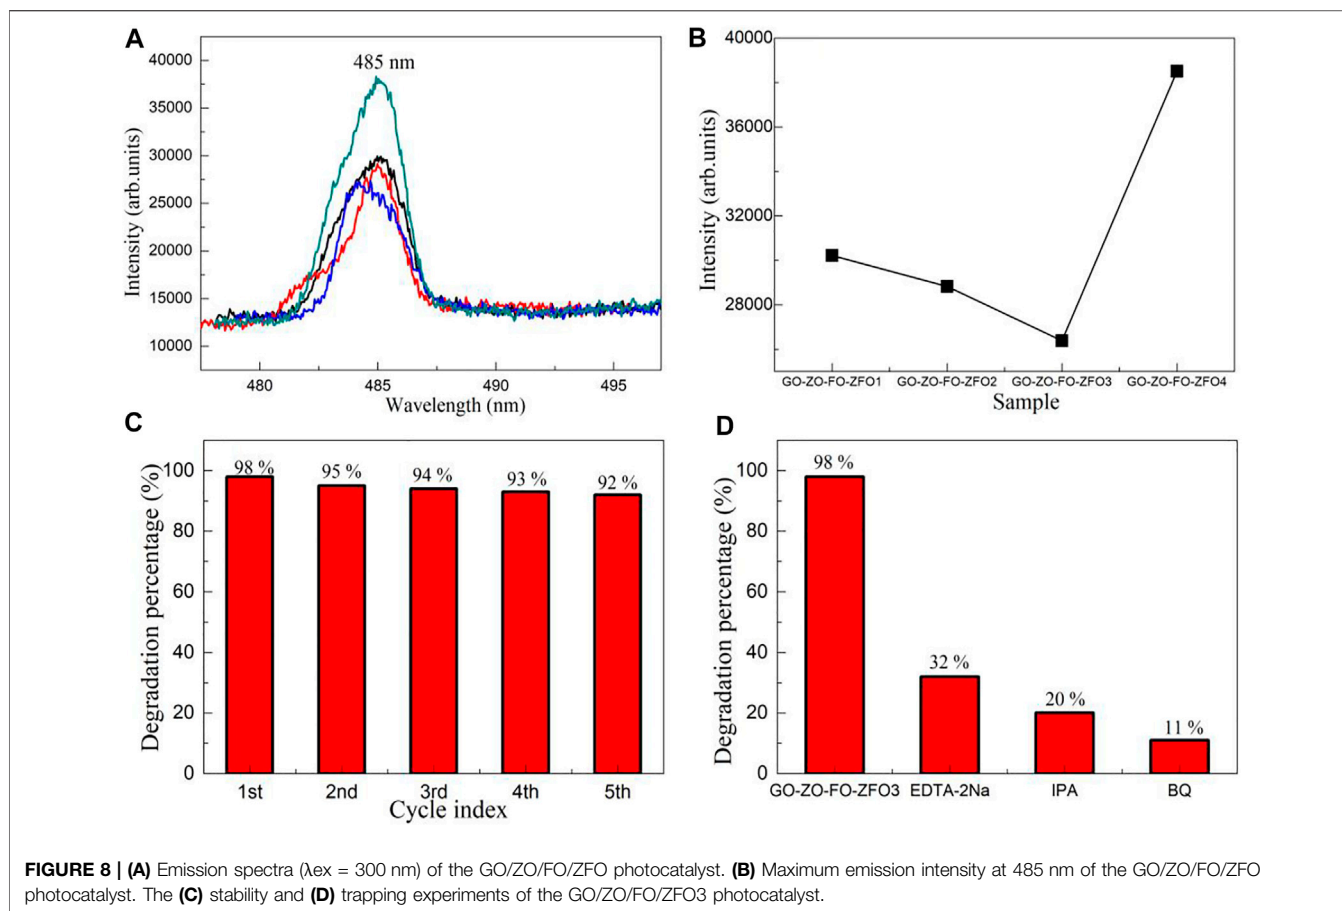 A
485 nm
40000
35000
30000
25000
20000
15000
10000
Intensity (arb.units)
480
485
490
495
Wavelength (nm)
B
40000
36000
32000
28000
Intensity (arb.units)
GO-ZO-FO-ZFO1
GO-ZO-FO-ZFO2
GO-ZO-FO-ZFO3
GO-ZO-FO-ZFO4
Sample
C
100
80
60
40
20
0
Degradation percentage (%)
98 %
95 %
94 %
93 %
92 %
1st
2nd
3rd
4th
5th
Cycle index
D
100
80
60
40
20
0
Degradation percentage (%)
98 %
32 %
20 %
11 %
GO-ZO-FO-ZFO3
EDTA-2Na
IPA
BQ
FIGURE 8 | (A) Emission spectra (λex = 300 nm) of the GO/ZO/FO/ZFO photocatalyst. (B) Maximum emission intensity at 485 nm of the GO/ZO/FO/ZFO
photocatalyst. The (C) stability and (D) trapping experiments of the GO/ZO/FO/ZFO3 photocatalyst.